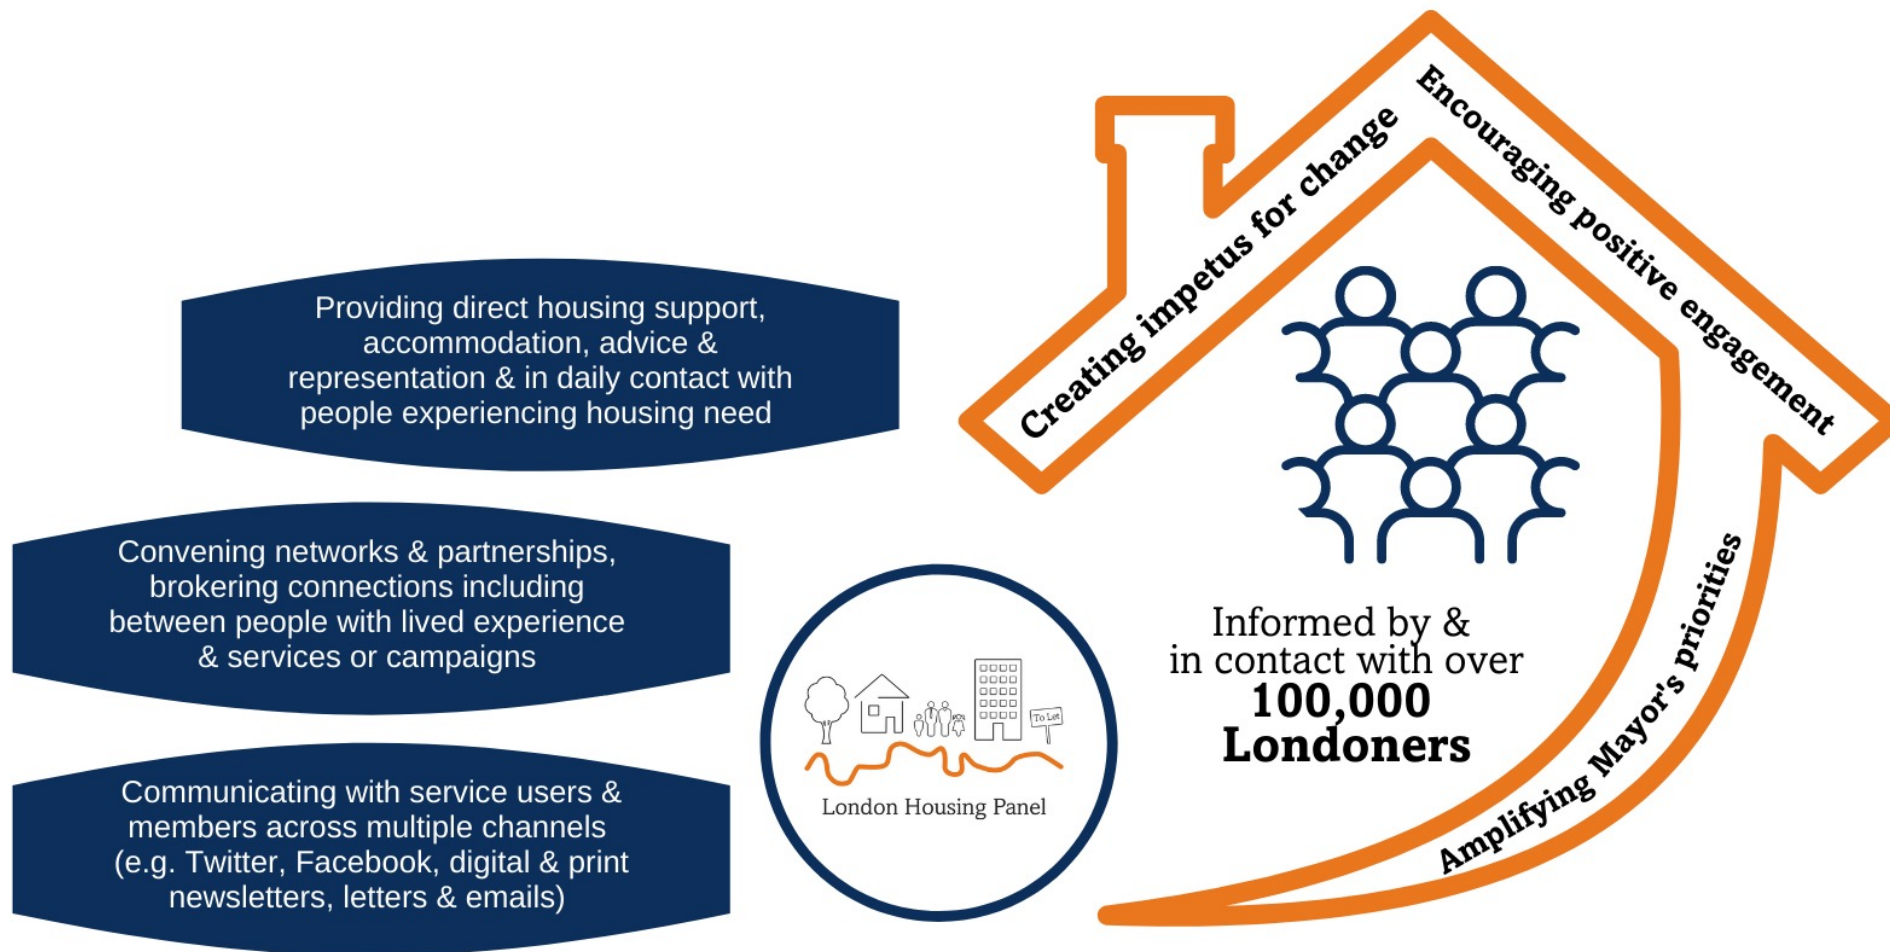 Providing direct housing support,
accommodation, advice &
representation & in daily contact with
people experiencing housing need
Convening networks & partnerships,
brokering connections including
between people with lived experience
& services or campaigns
Communicating with service users &
members across multiple channels
(e.g. Twitter, Facebook, digital & print
newsletters, letters & emails)
To Let
London Housing Panel
Creating impetus for change
Encouraging positive engagement
Amplifying Mayor's priorities
Informed by &
in contact with over
100,000
Londoners